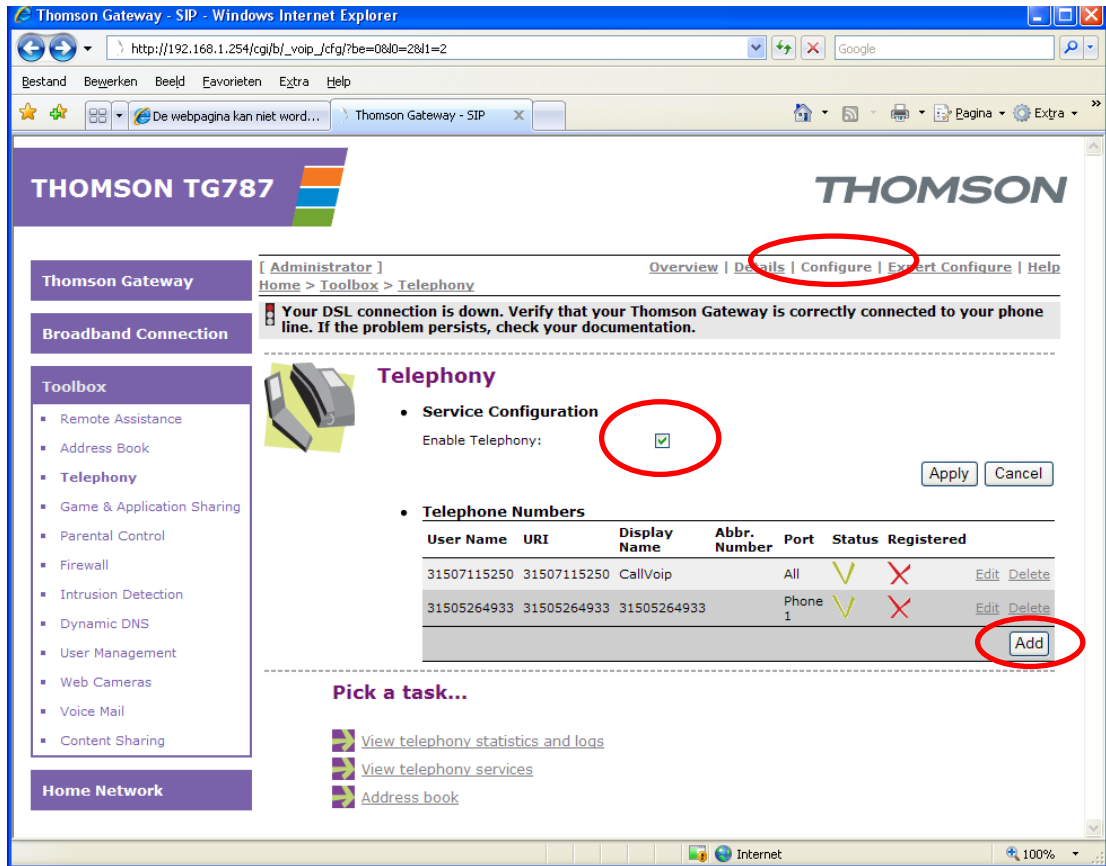 Thomson Gateway - SIP - Windows Internet Explorer
http://192.168.1.254/cgi/b/_voip_/cfg/?be=0&l0=2&l1=2
Google
Bestand Bewerken Beeld Favorieten Extra Help
De webpagina kan niet word...
Thomson Gateway - SIP X
Pagina
Extra
»
THOMSON TG787
THOMSON
Thomson Gateway
Broadband Connection
Toolbox
Remote Assistance
Address Book
Telephony
Game & Application Sharing
Parental Control
Firewall
Intrusion Detection
Dynamic DNS
User Management
Web Cameras
Voice Mail
Content Sharing
Home Network
[ Administrator ]
Overview | Details | Configure | Expert Configure | Help
Home > Toolbox > Telephony
Your DSL connection is down. Verify that your Thomson Gateway is correctly connected to your phone
line. If the problem persists, check your documentation.
Telephony
Service Configuration
Enable Telephony:
Apply Cancel
Telephone Numbers
User Name URI Display Name Abbr. Number Port Status Registered
31507115250 31507115250 CallVoip All Edit Delete
31505264933 31505264933 31505264933 Phone 1 Edit Delete
Add
Pick a task...
View telephony statistics and logs
View telephony services
Address book
Internet
100%